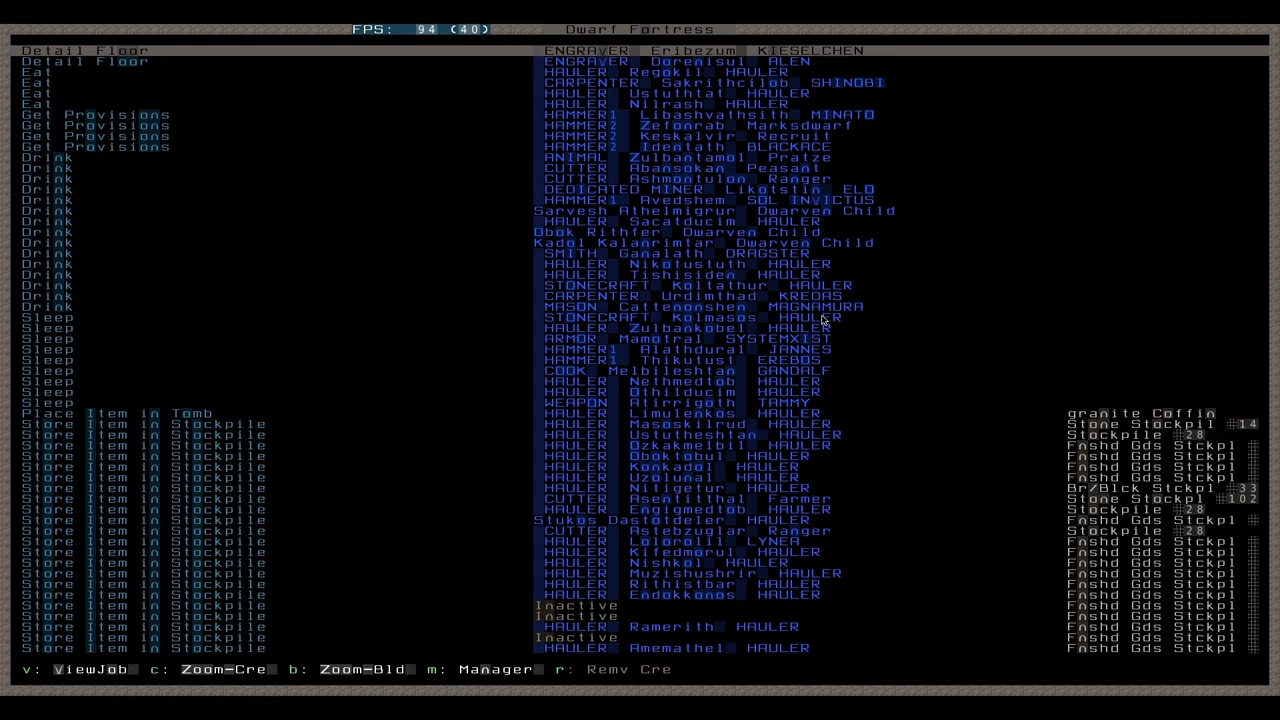 FPS: 94 (40) Dwarf Fortress
Detail Floor ENGRAVER Eribezum KIESELCHEN
Detail Floor ENGRAVER Dorenisul ALEN
Eat HAULER Regokil HAULER
Eat CARPENTER Sakrithcilob SHINOBI
Eat HAULER Ustuthtat HAULER
Eat HAULER Nilrash HAULER
Get Provisions HAMMER1 Libashvathsith MINATO
Get Provisions HAMMER2 Zefonrab Marksdwarf
Get Provisions HAMMER2 Keskalvir Recruit
Get Provisions HAMMER2 Identath BLACKACE
Drink ANIMAL Zulbantamol Pratze
Drink CUTTER Abansokan Peasant
Drink CUTTER Ashmontulon Ranger
Drink DEDICATED MINER Likotstin ELO
Drink HAMMER1 Avedshem SOL INVICTUS
Drink Sarvesh Athelmigrur Dwarven Child
Drink HAULER Sacatducim HAULER
Drink Obok Rithfer Dwarven Child
Drink Kadol Kalanrimtar Dwarven Child
Drink SMITH Ganalath DRAGSTER
Drink HAULER Nikotustuth HAULER
Drink HAULER Tishisiden HAULER
Drink STONECRAFT Koltathur HAULER
Drink CARPENTER Urdimthad KREDAS
Drink MASON Cattenonshen MAGNAMURA
Sleep STONECRAFT Kolmasos HAULER
Sleep HAULER Zulbankobel HAULER
Sleep ARMOR Mamotral SYSTEMXIST
Sleep HAMMER1 Alathdural JANNES
Sleep HAMMER1 Thikutust EREBOS
Sleep COOK Melbileshtan GANDALF
Sleep HAULER Nethmedtob HAULER
Sleep HAULER Othilducim HAULER
Sleep WEAPON Atirrigoth TAMMY
Place Item in Tomb HAULER Limulenkos HAULER granite Coffin
Store Item in Stockpile HAULER Masoskilrud HAULER Stone Stockpil #14
Store Item in Stockpile HAULER Ustutheshtan HAULER Stockpile #28
Store Item in Stockpile HAULER Ozkakmelbil HAULER Fnshd Gds Stckpl #
Store Item in Stockpile HAULER Oboktobul HAULER Fnshd Gds Stckpl #
Store Item in Stockpile HAULER Konkadol HAULER Fnshd Gds Stckpl #
Store Item in Stockpile HAULER Uzolunal HAULER Fnshd Gds Stckpl #
Store Item in Stockpile HAULER Nitigetur HAULER Br/Blck Stckpl #33
Store Item in Stockpile CUTTER Asentitthal Farmer Stone Stockpl #102
Store Item in Stockpile HAULER Engigmedtob HAULER Stockpile #28
Store Item in Stockpile Stukos Dastotdeler HAULER Fnshd Gds Stckpl #
Store Item in Stockpile CUTTER Astebzuglar Ranger Stockpile #28
Store Item in Stockpile HAULER Lolorolil LYNEA Fnshd Gds Stckpl #
Store Item in Stockpile HAULER Kifedmorul HAULER Fnshd Gds Stckpl #
Store Item in Stockpile HAULER Nishkol HAULER Fnshd Gds Stckpl #
Store Item in Stockpile HAULER Muzishushrir HAULER Fnshd Gds Stckpl #
Store Item in Stockpile HAULER Rithistbar HAULER Fnshd Gds Stckpl #
Store Item in Stockpile HAULER Endokkonos HAULER Fnshd Gds Stckpl #
Store Item in Stockpile Inactive Fnshd Gds Stckpl #
Store Item in Stockpile Inactive Fnshd Gds Stckpl #
Store Item in Stockpile HAULER Ramerith HAULER Fnshd Gds Stckpl #
Store Item in Stockpile Inactive Fnshd Gds Stckpl #
Store Item in Stockpile HAULER Amemathel HAULER Fnshd Gds Stckpl #
v: ViewJob c: Zoom-Cre b: Zoom-Bld m: Manager r: Remv Cre